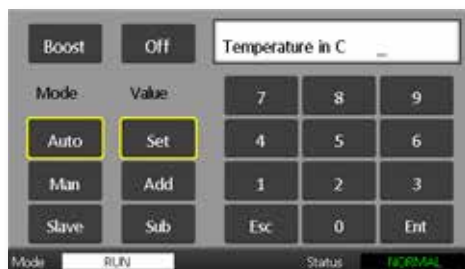 Boost Off Temperature in C _
Mode Value 7 8 9
Auto Set 4 5 6
Man Add 1 2 3
Slave Sub Esc 0 Ent
Mode RUN Status NORMAL